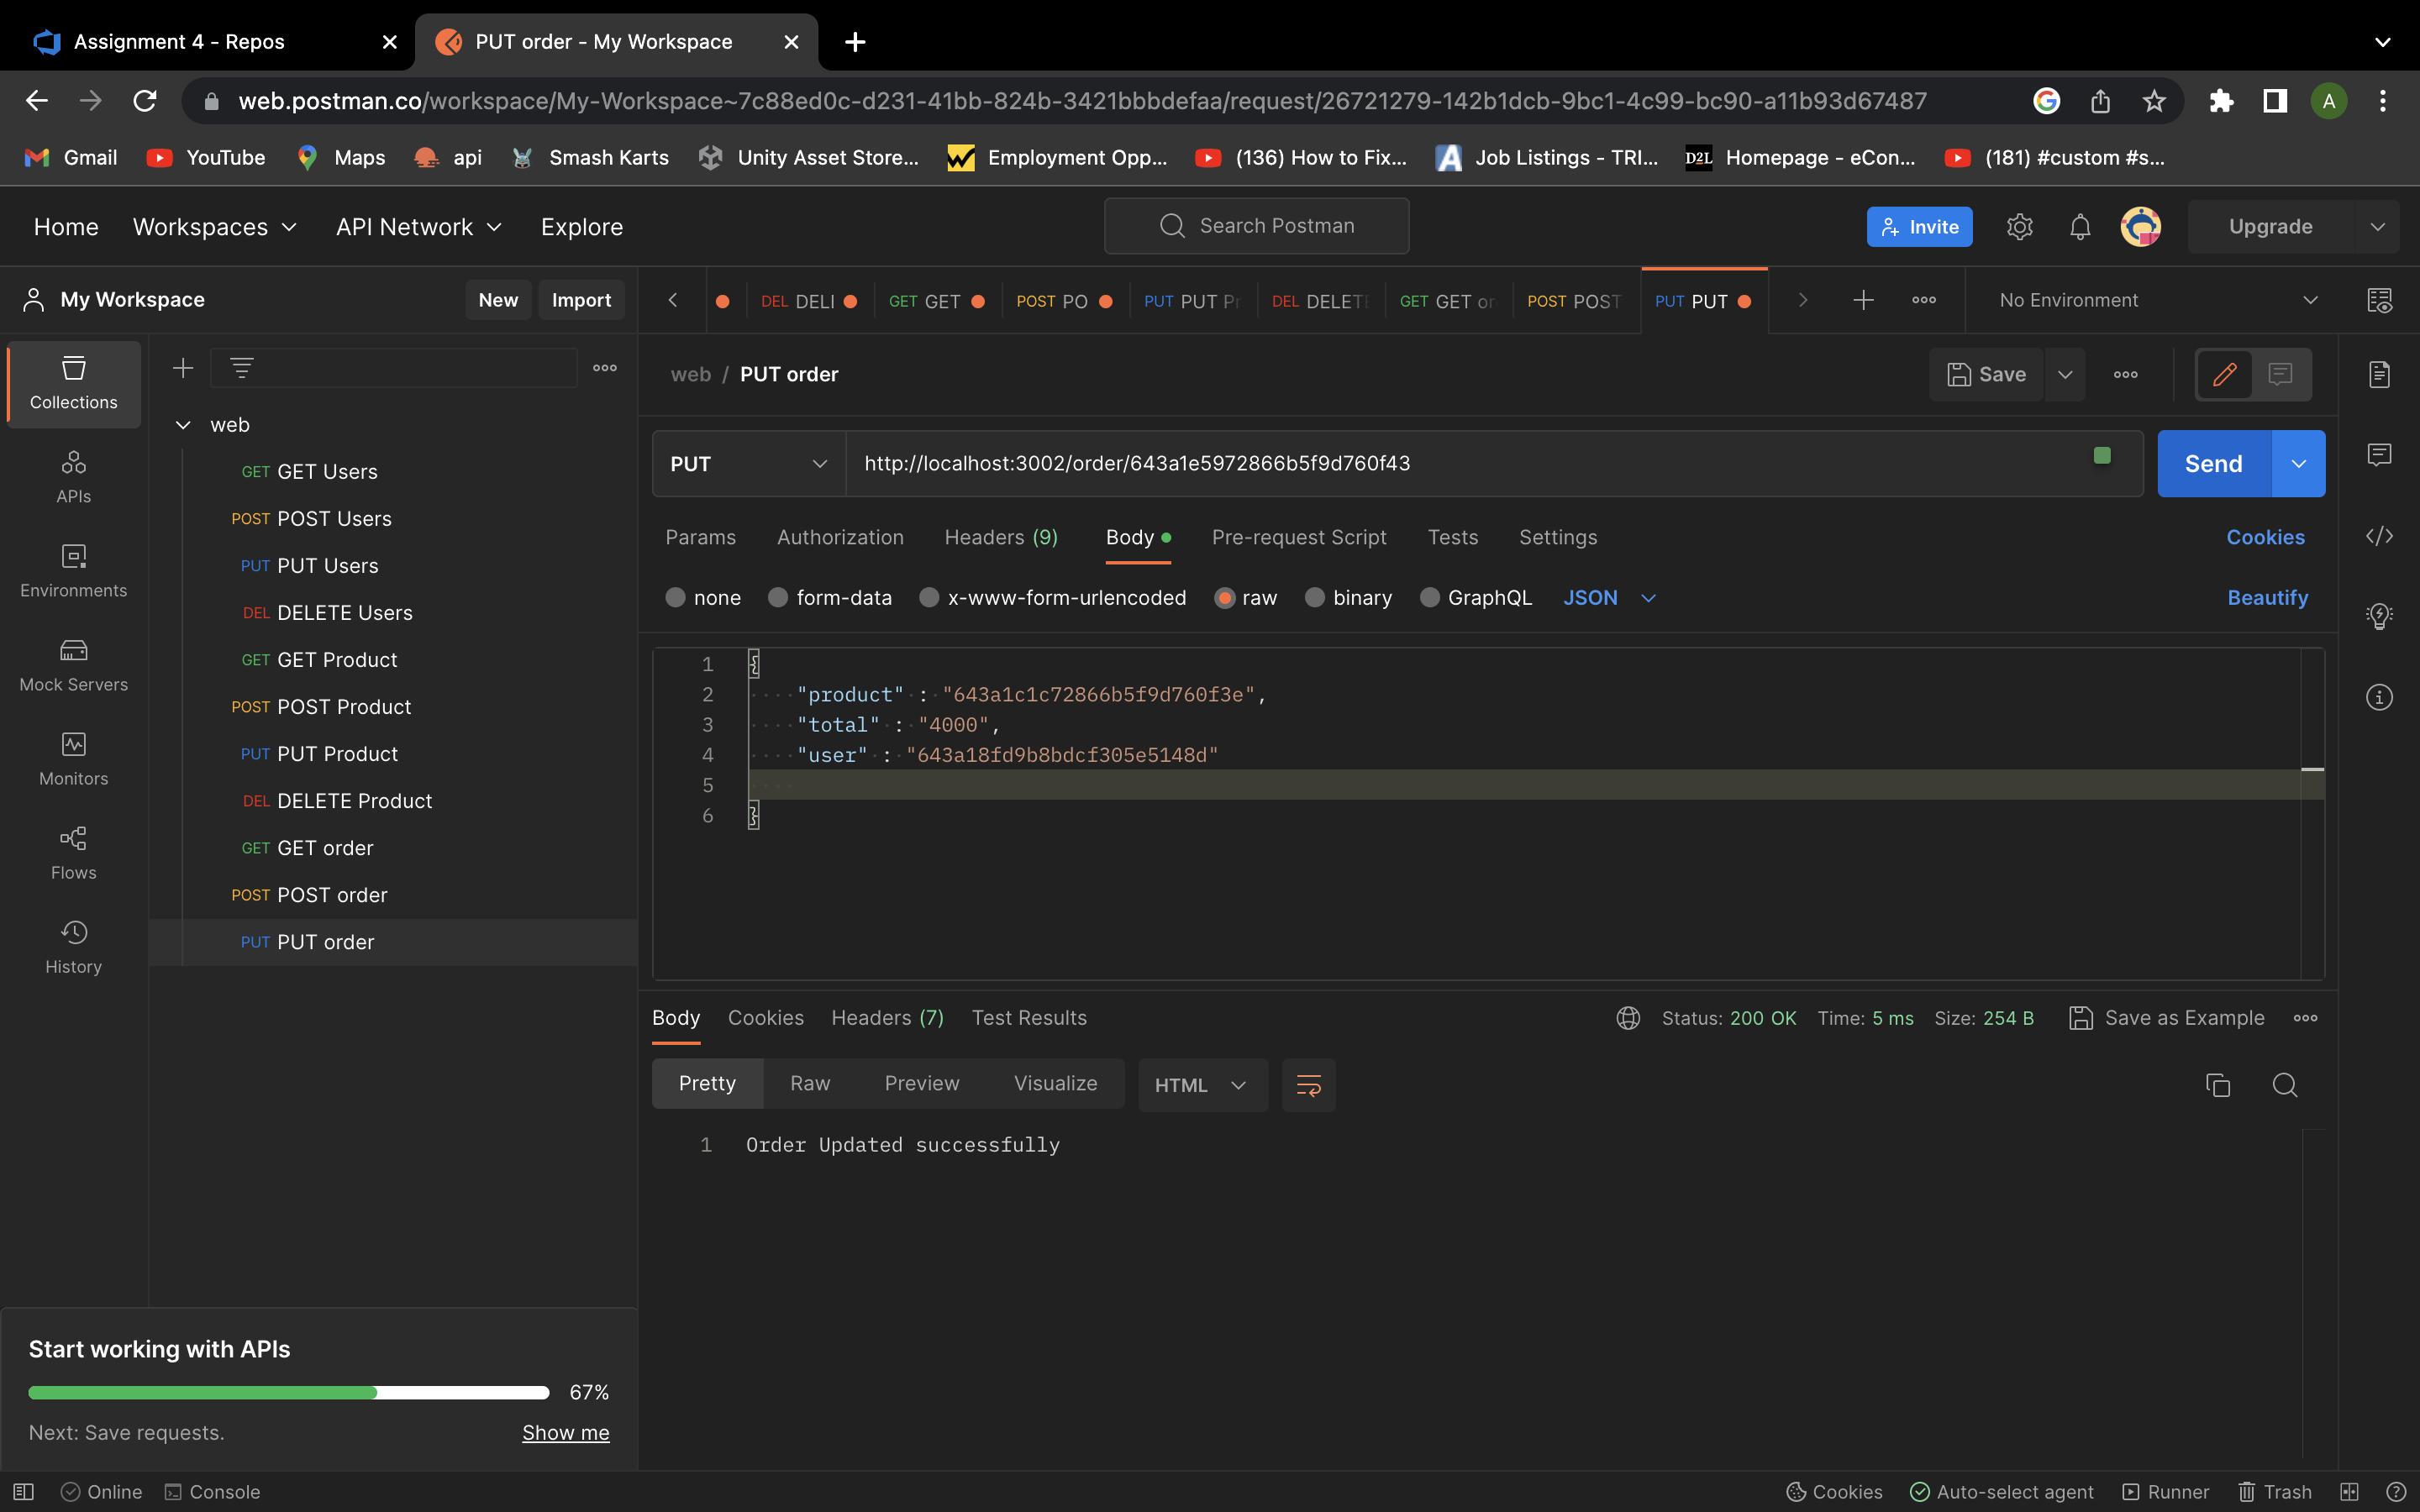 Assignment 4 - Repos
PUT order - My Workspace
web.postman.co/workspace/My-Workspace~7c88ed0c-d231-41bb-824b-3421bbbdefaa/request/26721279-142b1dcb-9bc1-4c99-bc90-a11b93d67487
A
Gmail
YouTube
Maps
api
Smash Karts
Unity Asset Store...
Employment Opp...
(136) How to Fix...
Job Listings - TRI...
D2L
Homepage - eCon...
(181) #custom #s...
Home
Workspaces
API Network
Explore
Search Postman
Invite
Upgrade
My Workspace
New
Import
DEL DELI
GET GET
POST PO
PUT PUT Pr
DEL DELETE
GET GET or
POST POST
PUT PUT
No Environment
Collections
APIs
Environments
Mock Servers
Monitors
Flows
History
web
GET GET Users
POST POST Users
PUT PUT Users
DEL DELETE Users
GET GET Product
POST POST Product
PUT PUT Product
DEL DELETE Product
GET GET order
POST POST order
PUT PUT order
web / PUT order
Save
PUT
http://localhost:3002/order/643a1e5972866b5f9d760f43
Send
Params
Authorization
Headers (9)
Body
Pre-request Script
Tests
Settings
Cookies
none
form-data
x-www-form-urlencoded
raw
binary
GraphQL
JSON
Beautify
1 {
2 "product" : "643a1c1c72866b5f9d760f3e",
3 "total" : "4000",
4 "user" : "643a18fd9b8bdcf305e5148d"
5
6 }
Body
Cookies
Headers (7)
Test Results
Status: 200 OK
Time: 5 ms
Size: 254 B
Save as Example
Pretty
Raw
Preview
Visualize
HTML
1 Order Updated successfully
Start working with APIs
67%
Next: Save requests.
Show me
Online
Console
Cookies
Auto-select agent
Runner
Trash